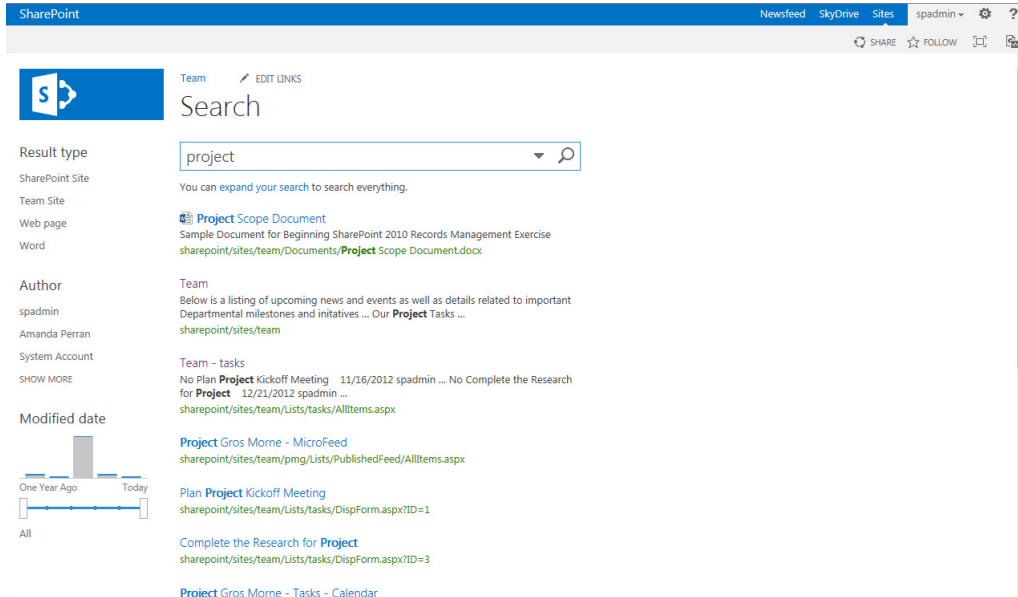 SharePoint
Newsfeed SkyDrive Sites spadmin ?
SHARE FOLLOW
S
Team EDIT LINKS
Search
Result type
SharePoint Site
Team Site
Web page
Word
Author
spadmin
Amanda Perran
System Account
SHOW MORE
Modified date
One Year Ago Today
All
project
You can expand your search to search everything.
Project Scope Document
Sample Document for Beginning SharePoint 2010 Records Management Exercise
sharepoint/sites/team/Documents/Project Scope Document.docx
Team
Below is a listing of upcoming news and events as well as details related to important
Departmental milestones and initatives ... Our Project Tasks ...
sharepoint/sites/team
Team - tasks
No Plan Project Kickoff Meeting 11/16/2012 spadmin ... No Complete the Research
for Project 12/21/2012 spadmin ...
sharepoint/sites/team/Lists/tasks/AllItems.aspx
Project Gros Morne - MicroFeed
sharepoint/sites/team/pmg/Lists/PublishedFeed/AllItems.aspx
Plan Project Kickoff Meeting
sharepoint/sites/team/Lists/tasks/DispForm.aspx?ID=1
Complete the Research for Project
sharepoint/sites/team/Lists/tasks/DispForm.aspx?ID=3
Project Gros Morne - Tasks - Calendar